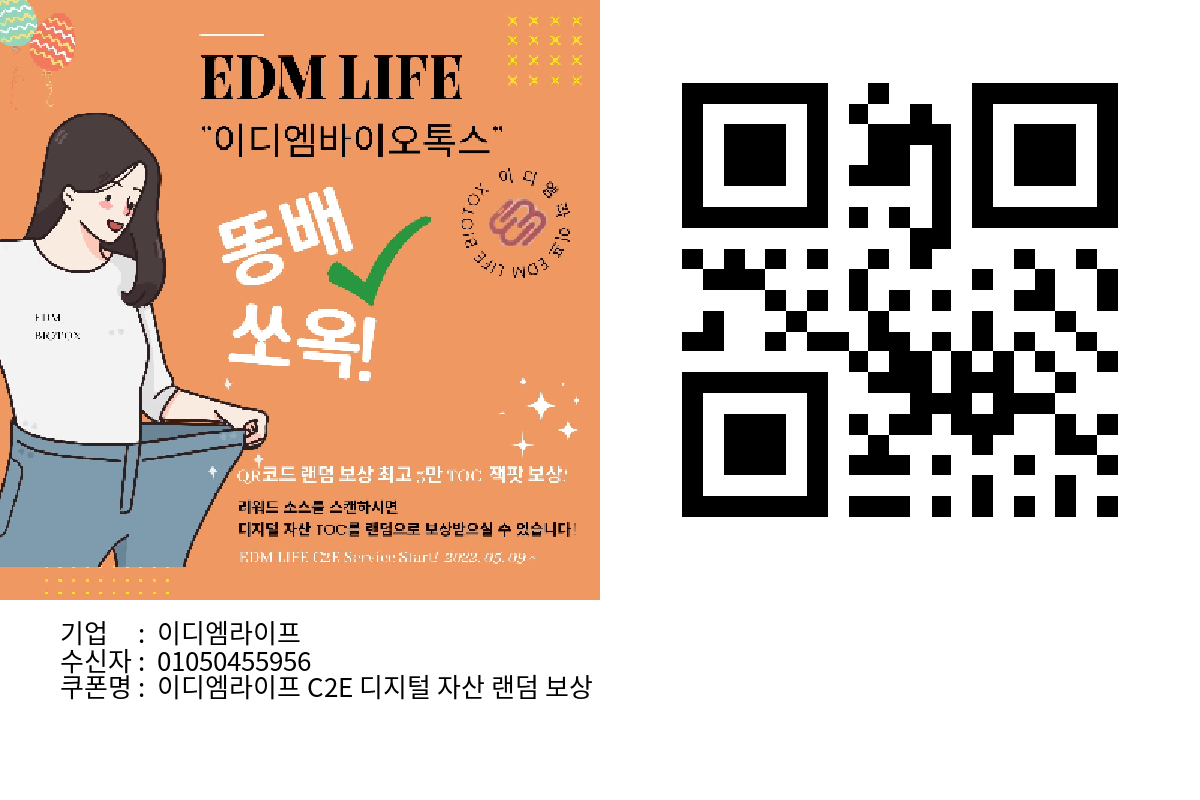 EDM LIFE
"이디엠바이오톡스"
이디엠라이프 EDM LIFE BIOTOX
똥배
쏘옥!
EDM
BIOTOX
QR코드 랜덤 보상 최고 5만 TOC 잭팟 보상!
리워드 소스를 스캔하시면
디지털 자산 TOC를 랜덤으로 보상받으실 수 있습니다!
EDM LIFE C2E Service Start! 2022. 05. 09 ~
기업 : 이디엠라이프
수신자 : 01050455956
쿠폰명 : 이디엠라이프 C2E 디지털 자산 랜덤 보상